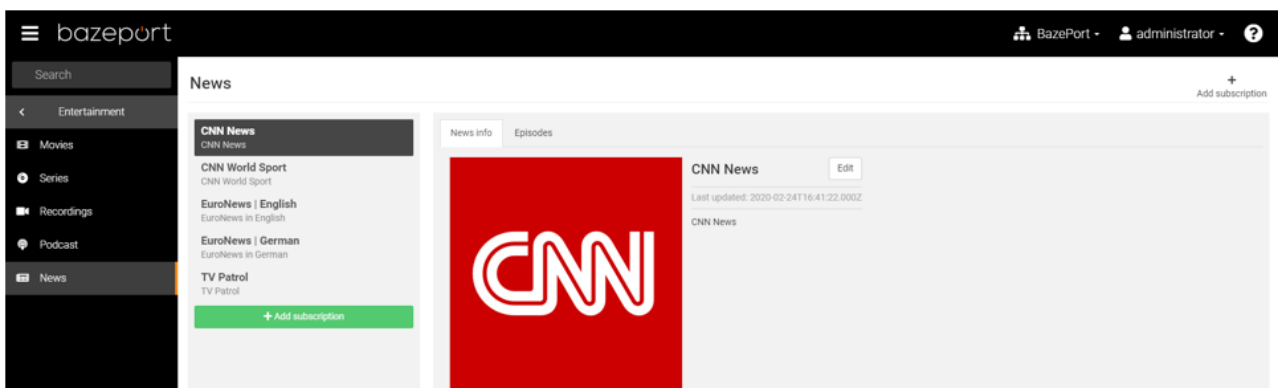 bazeport
BazePort
administrator
?
Search
News
+
Add subscription
Entertainment
Movies
Series
Recordings
Podcast
News
CNN News
CNN News
CNN World Sport
CNN World Sport
EuroNews | English
EuroNews in English
EuroNews | German
EuroNews in German
TV Patrol
TV Patrol
+ Add subscription
News info
Episodes
CNN
CNN News
Edit
Last updated: 2020-02-24T16:41:22.000Z
CNN News